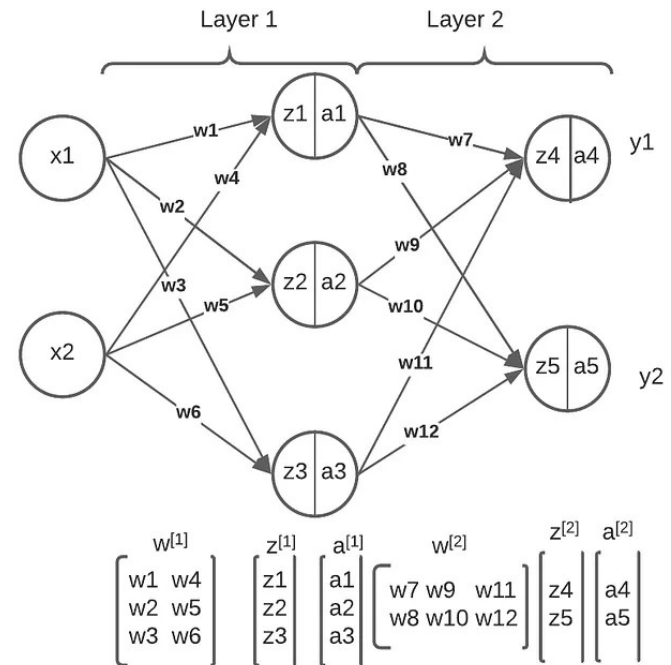 Layer 1 Layer 2
w1
z1 a1
w7
x1
w4
w8
z4 a4
y1
w2
w9
w3
z2 a2
w5
w10
x2
w11
z5 a5
y2
w6
w12
z3 a3
w[1] z[1] a[1] w[2] z[2] a[2]
w1 w4 z1 a1 w7 w9 w11 z4 a4
w2 w5 z2 a2 w8 w10 w12 z5 a5
w3 w6 z3 a3